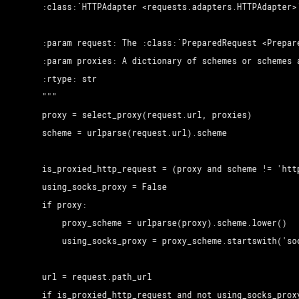 :class:`HTTPAdapter <requests.adapters.HTTPAdapter>
:param request: The :class:`PreparedRequest <Prepare
:param proxies: A dictionary of schemes or schemes a
:rtype: str
"""
proxy = select_proxy(request.url, proxies)
scheme = urlparse(request.url).scheme
is_proxied_http_request = (proxy and scheme != 'http
using_socks_proxy = False
if proxy:
proxy_scheme = urlparse(proxy).scheme.lower()
using_socks_proxy = proxy_scheme.startswith('soc
url = request.path_url
if is_proxied_http_request and not using_socks_proxy